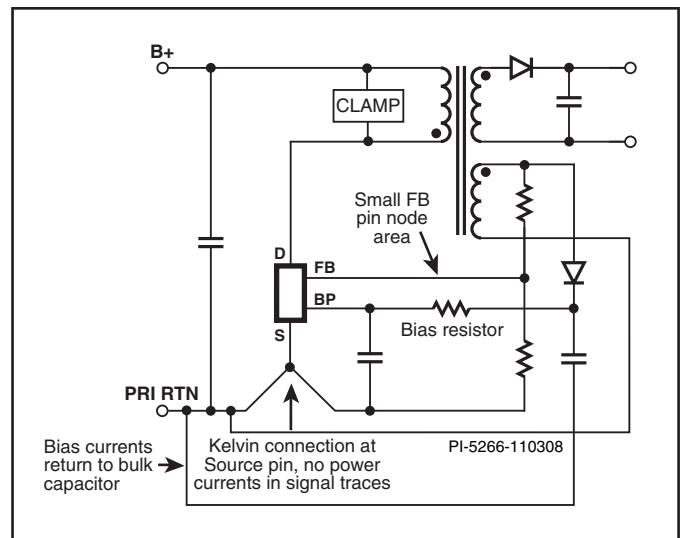 B+
CLAMP
Small FB
pin node
area
D
FB
BP
S
Bias resistor
PRI RTN
Bias currents
return to bulk
capacitor
Kelvin connection at
Source pin, no power
currents in signal traces
PI-5266-110308